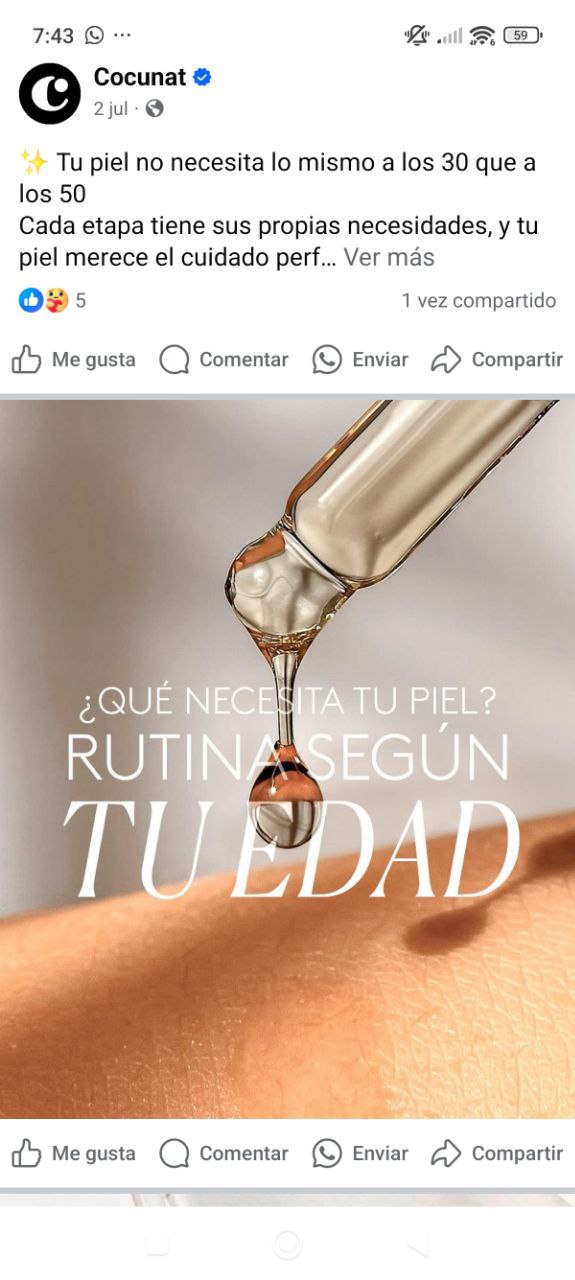 7:43
59
Cocunat
2 jul ·
✨ Tu piel no necesita lo mismo a los 30 que a
los 50
Cada etapa tiene sus propias necesidades, y tu
piel merece el cuidado perf... Ver más
5
1 vez compartido
Me gusta Comentar Enviar Compartir
¿QUÉ NECESITA TU PIEL?
RUTINA SEGÚN
TU EDAD
Me gusta Comentar Enviar Compartir